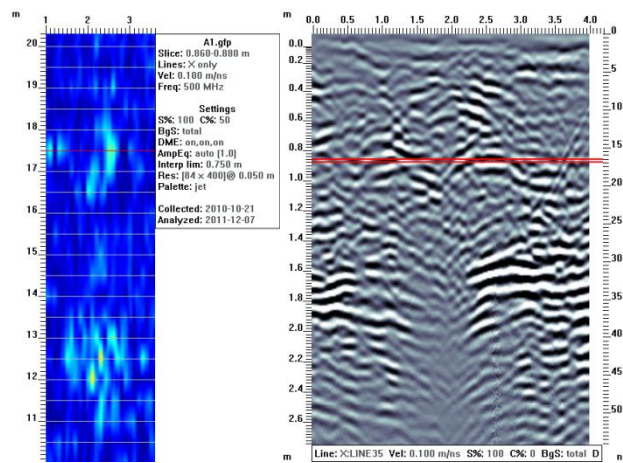 m
1 2 3
20
19
18
17
16
15
14
13
12
11
A1.gfp
Slice: 0.860-0.880 m
Lines: X only
Vel: 0.100 m/ns
Freq: 500 MHz
Settings
S%: 100 C%: 50
BgS: total
DME: on,on,on
AmpEq: auto (1.0)
Interp lim: 0.750 m
Res: [84 x 400]@ 0.050 m
Palette: jet
Collected: 2010-10-21
Analyzed: 2011-12-07
m
m 0.0 0.5 1.0 1.5 2.0 2.5 3.0 3.5 4.0
0.0
0.2
0.4
0.6
0.8
1.0
1.2
1.4
1.6
1.8
2.0
2.2
2.4
2.6
m
0
5
10
15
20
25
30
35
40
45
50
n
Line: X:LINE35 Vel: 0.100 m/ns S%: 100 C%: 0 BgS: total D